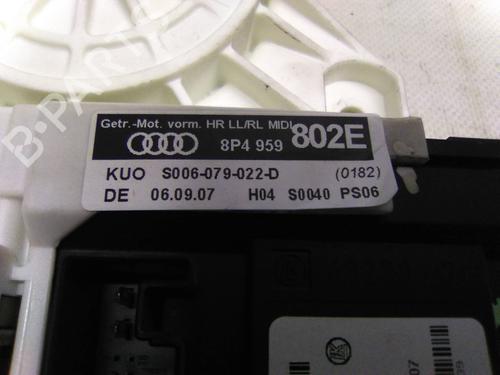 Getr.-Mot. vorm. HR LL/RL MIDI
8P4 959 802E
KUO S006-079-022-D (0182)
DE 06.09.07 H04 S0040 PS06
B-PARTS